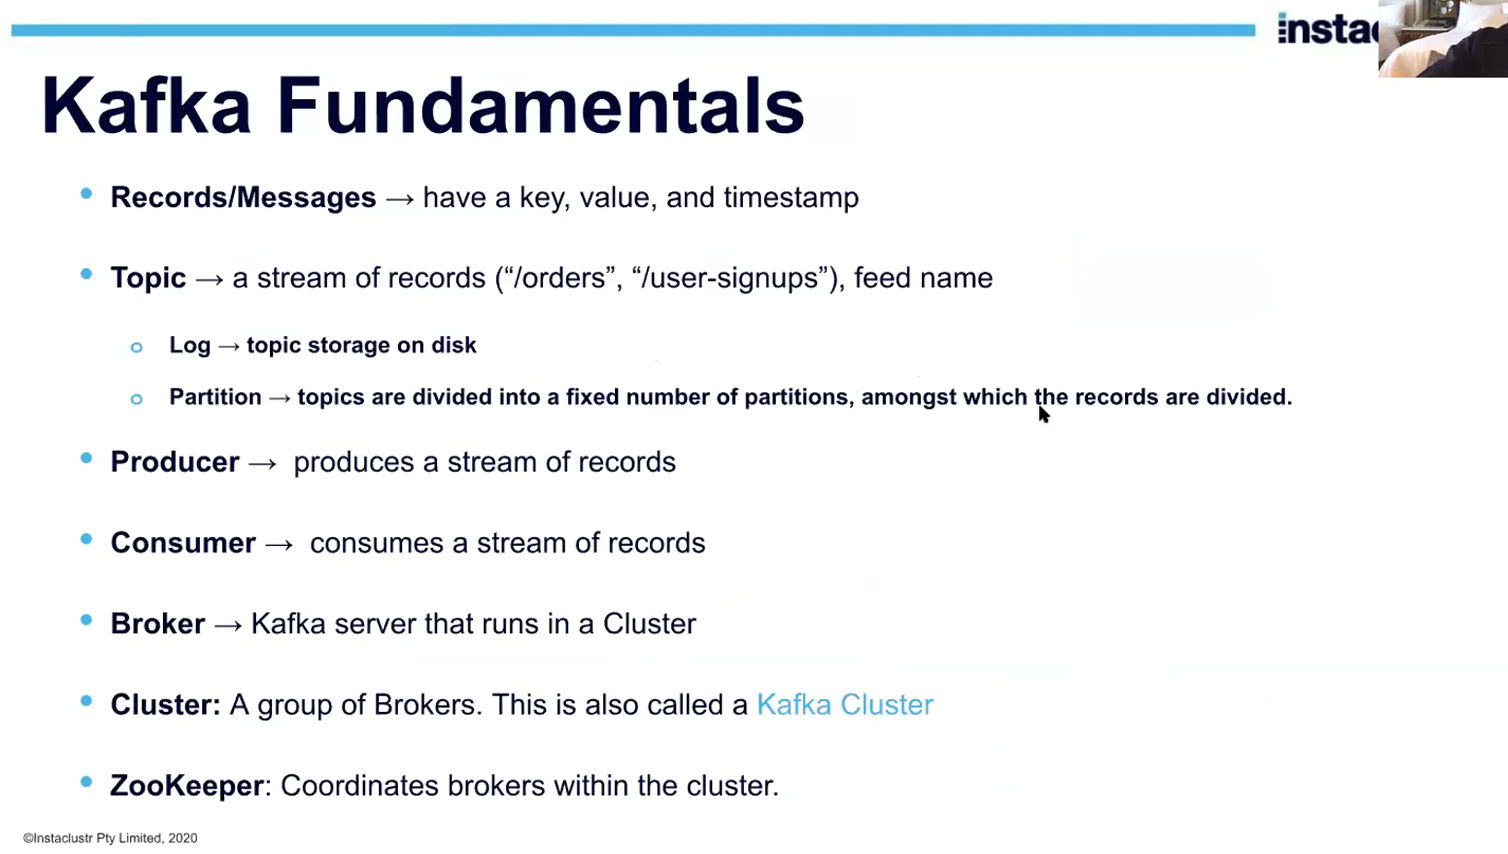 insta
Kafka Fundamentals
• Records/Messages → have a key, value, and timestamp
• Topic → a stream of records (“/orders”, “/user-signups”), feed name
o Log → topic storage on disk
o Partition → topics are divided into a fixed number of partitions, amongst which the records are divided.
• Producer → produces a stream of records
• Consumer → consumes a stream of records
• Broker → Kafka server that runs in a Cluster
• Cluster: A group of Brokers. This is also called a Kafka Cluster
• ZooKeeper: Coordinates brokers within the cluster.
©Instaclustr Pty Limited, 2020